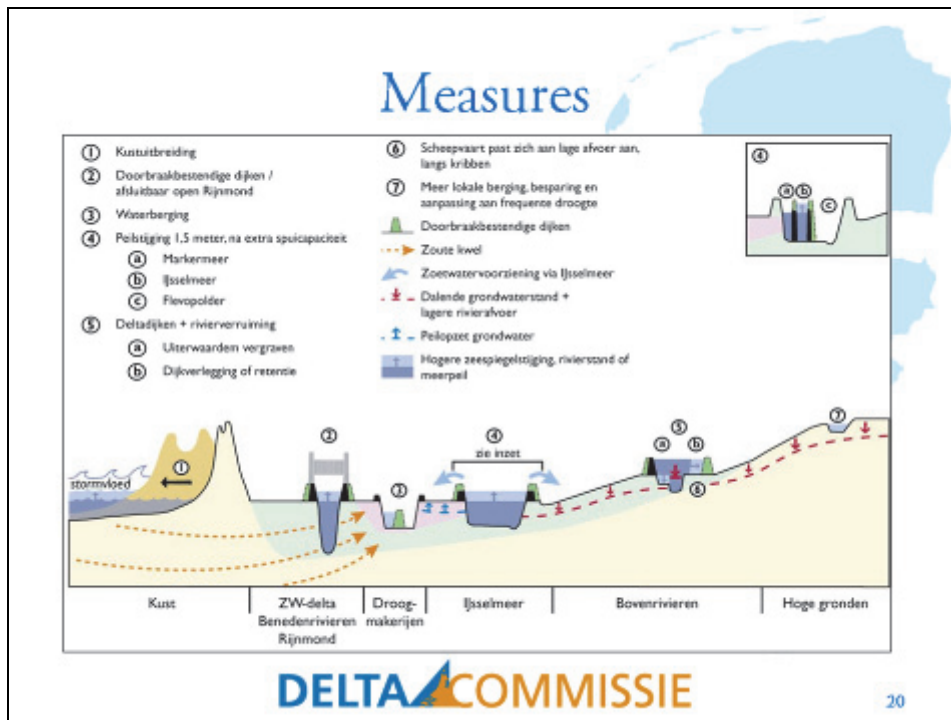 Measures
1 Kustuitbreiding
2 Doorbraakbestendige dijken /
afsluitbaar open Rijnmond
3 Waterberging
4 Peilstijging 1,5 meter, na extra spuicapaciteit
a Markermeer
b IJsselmeer
c Flevopolder
5 Deltadijken + rivierverruiming
a Uiterwaardem vergraven
b Dijkverlegging of retentie
6 Scheepvaart past zich aan lage afvoer aan,
langs kribben
7 Meer lokale berging, besparing en
aanpassing aan frequente droogte
Doorbraakbestendige dijken
Zoute kwel
Zoetwatervoorziening via IJsselmeer
Dalende grondwaterstand +
lagere rivierafvoer
Peilopzet grondwater
Hogere zeespiegelstijging, rivierstand of
meerpeil
4
a b
c
stormvloed
1
2
3
4
zie inzet
5
a b
6
7
Kust
ZW-delta
Benedenrivieren
Rijnmond
Droog-
makerijen
IJsselmeer
Bovenrivieren
Hoge gronden
DELTACOMMISSIE
20